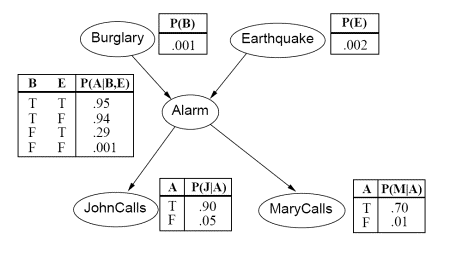 Burglary
P(B)
.001
Earthquake
P(E)
.002
B E P(A|B,E)
T T .95
T F .94
F T .29
F F .001
Alarm
JohnCalls
A P(J|A)
T .90
F .05
MaryCalls
A P(M|A)
T .70
F .01